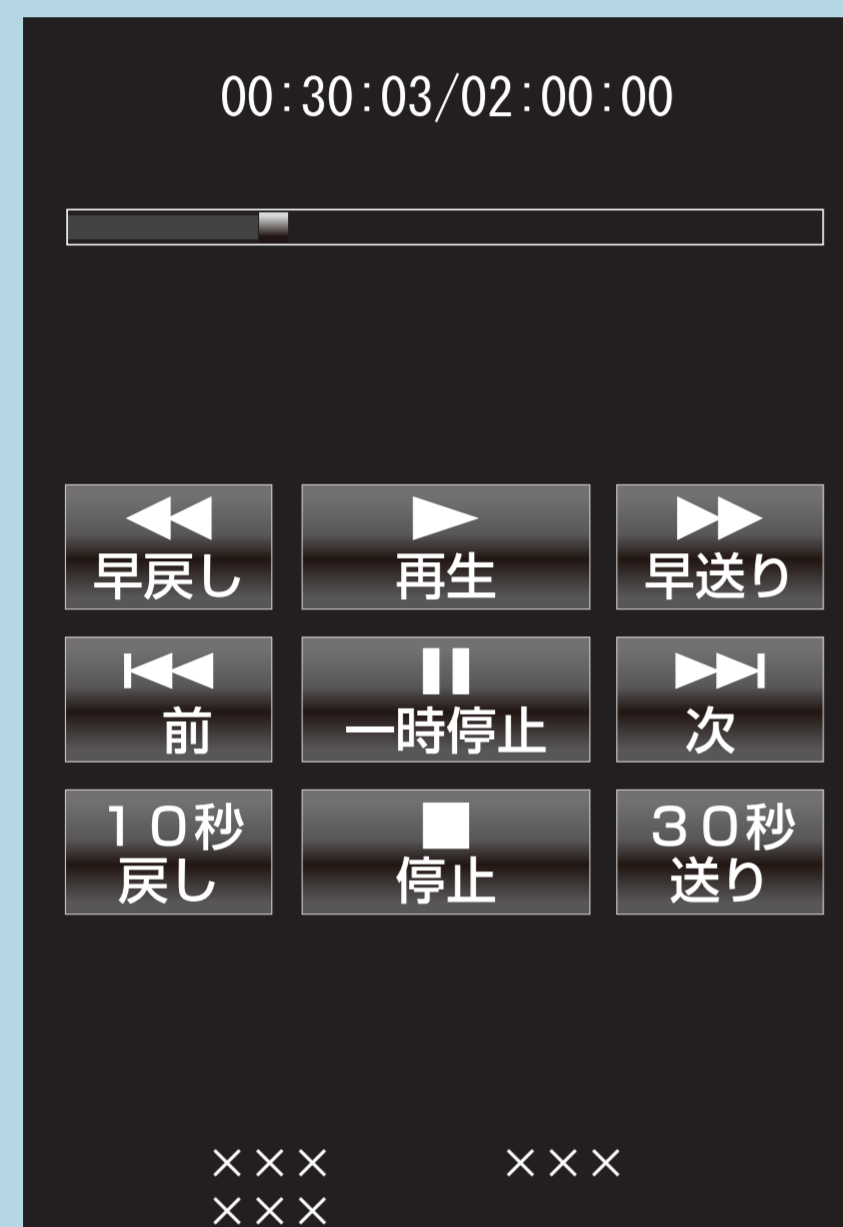 00:30:03/02:00:00
早戻し 再生 早送り
前 一時停止 次
10秒 停止 30秒
戻し 送り
××× ×××
×××